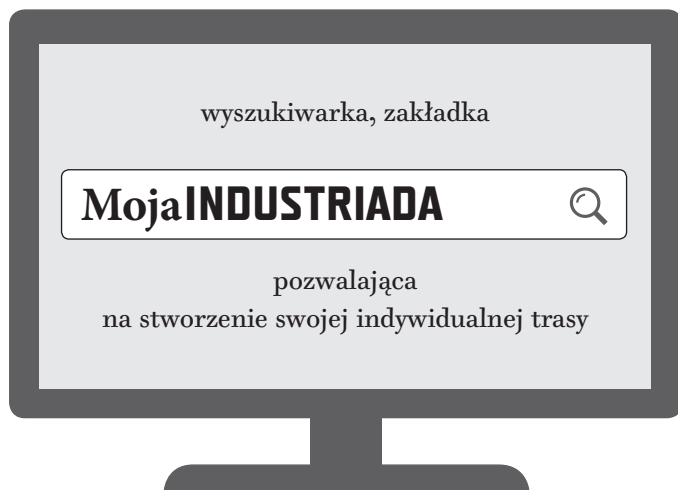 wyszukiwarka, zakładka
MojaINDUSTRIADA
pozwalająca
na stworzenie swojej indywidualnej trasy